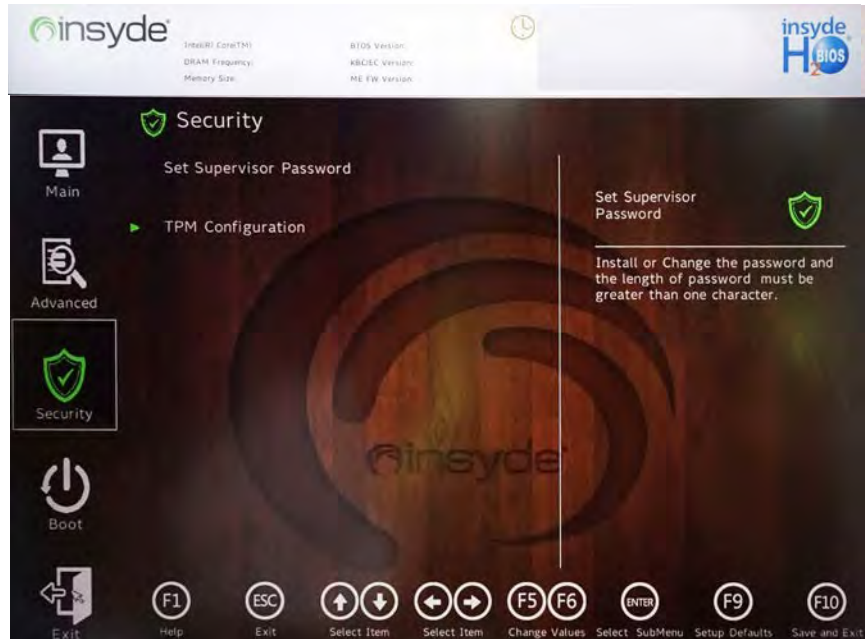 insyde
Intel(R) Core(TM)
DRAM Frequency:
Memory Size:
BIOS Version:
KBC/EC Version:
ME FW Version:
insyde
H2O
BIOS
Main
Advanced
Security
Boot
Exit
Security
Set Supervisor Password
TPM Configuration
Set Supervisor
Password
Install or Change the password and
the length of password must be
greater than one character.
insyde
F1
Help
ESC
Exit
Select Item
Select Item
F5 F6
Change Values
ENTER
Select SubMenu
F9
Setup Defaults
F10
Save and Exit